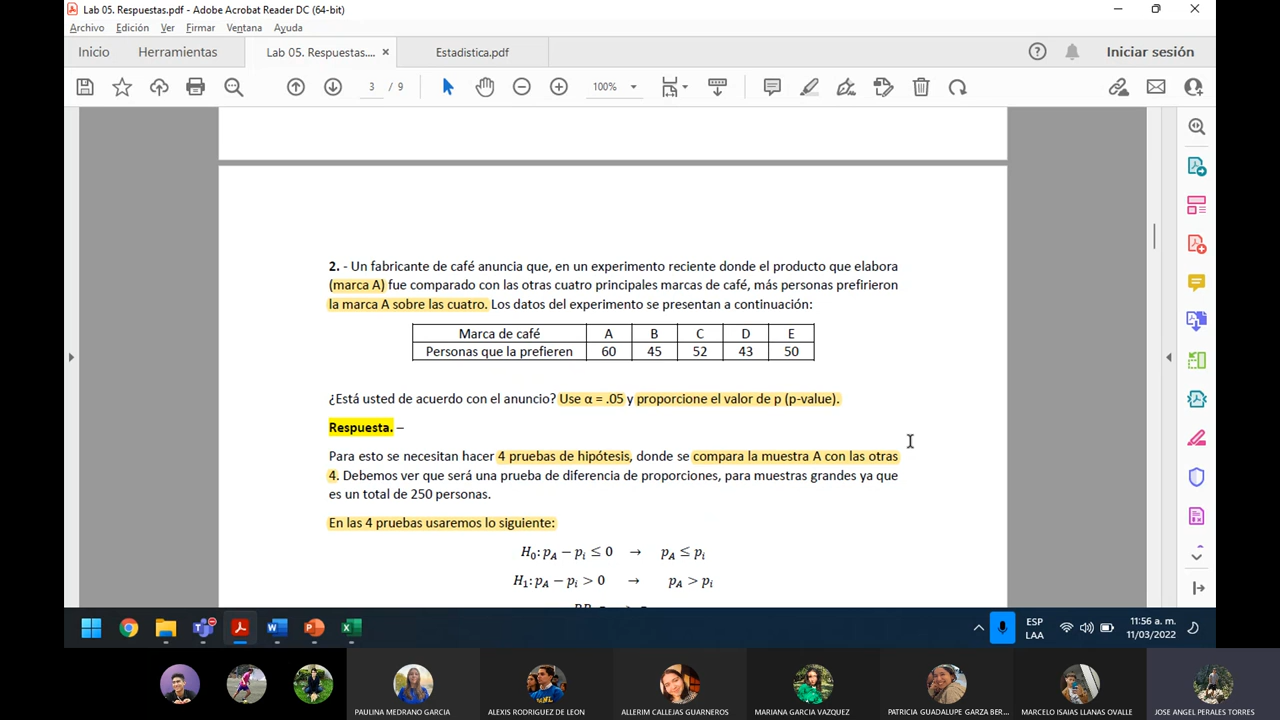 Lab 05. Respuestas.pdf - Adobe Acrobat Reader DC (64-bit)
Archivo Edición Ver Firmar Ventana Ayuda
Inicio Herramientas Lab 05. Respuestas.... × Estadistica.pdf Iniciar sesión
3 / 9 100%
2. - Un fabricante de café anuncia que, en un experimento reciente donde el producto que elabora
(marca A) fue comparado con las otras cuatro principales marcas de café, más personas prefirieron
la marca A sobre las cuatro. Los datos del experimento se presentan a continuación:
Marca de café A B C D E
Personas que la prefieren 60 45 52 43 50
¿Está usted de acuerdo con el anuncio? Use α = .05 y proporcione el valor de p (p-value).
Respuesta. –
Para esto se necesitan hacer 4 pruebas de hipótesis, donde se compara la muestra A con las otras
4. Debemos ver que será una prueba de diferencia de proporciones, para muestras grandes ya que
es un total de 250 personas.
En las 4 pruebas usaremos lo siguiente:
H₀: p_A − p_i ≤ 0 → p_A ≤ p_i
H₁: p_A − p_i > 0 → p_A > p_i
ESP
LAA
11:56 a. m.
11/03/2022
PAULINA MEDRANO GARCIA
ALEXIS RODRIGUEZ DE LEON
ALLERIM CALLEJAS GUARNEROS
MARIANA GARCIA VAZQUEZ
PATRICIA GUADALUPE GARZA BER...
MARCELO ISAIAS LLANAS OVALLE
JOSE ANGEL PERALES TORRES